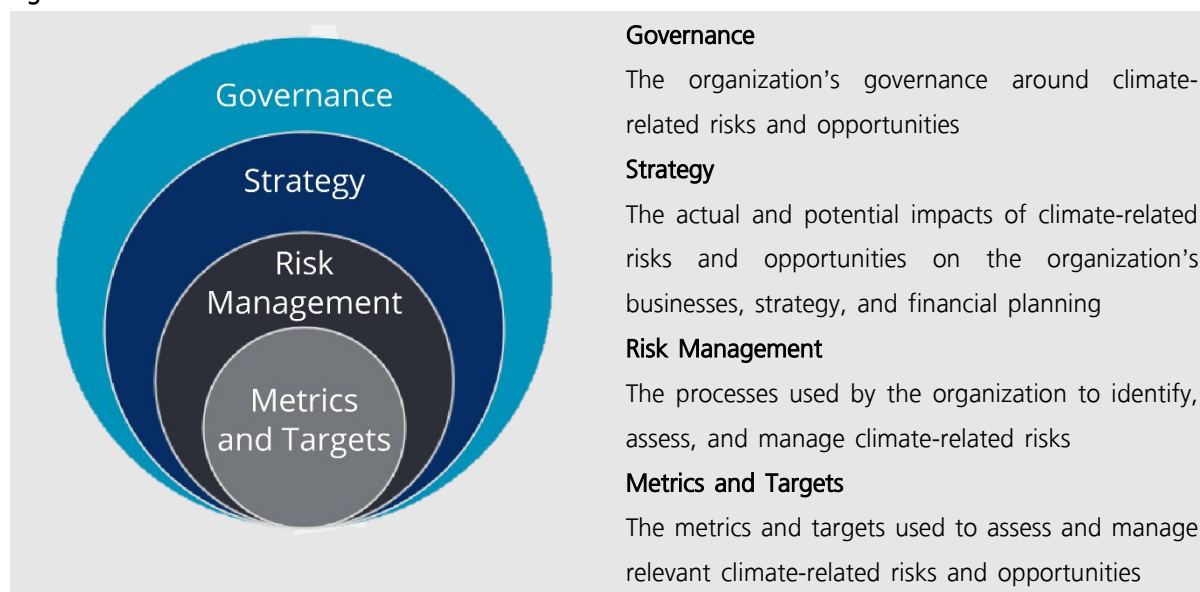 Governance
Strategy
Risk
Management
Metrics
and Targets
Governance
The organization’s governance around climate-
related risks and opportunities
Strategy
The actual and potential impacts of climate-related
risks and opportunities on the organization’s
businesses, strategy, and financial planning
Risk Management
The processes used by the organization to identify,
assess, and manage climate-related risks
Metrics and Targets
The metrics and targets used to assess and manage
relevant climate-related risks and opportunities